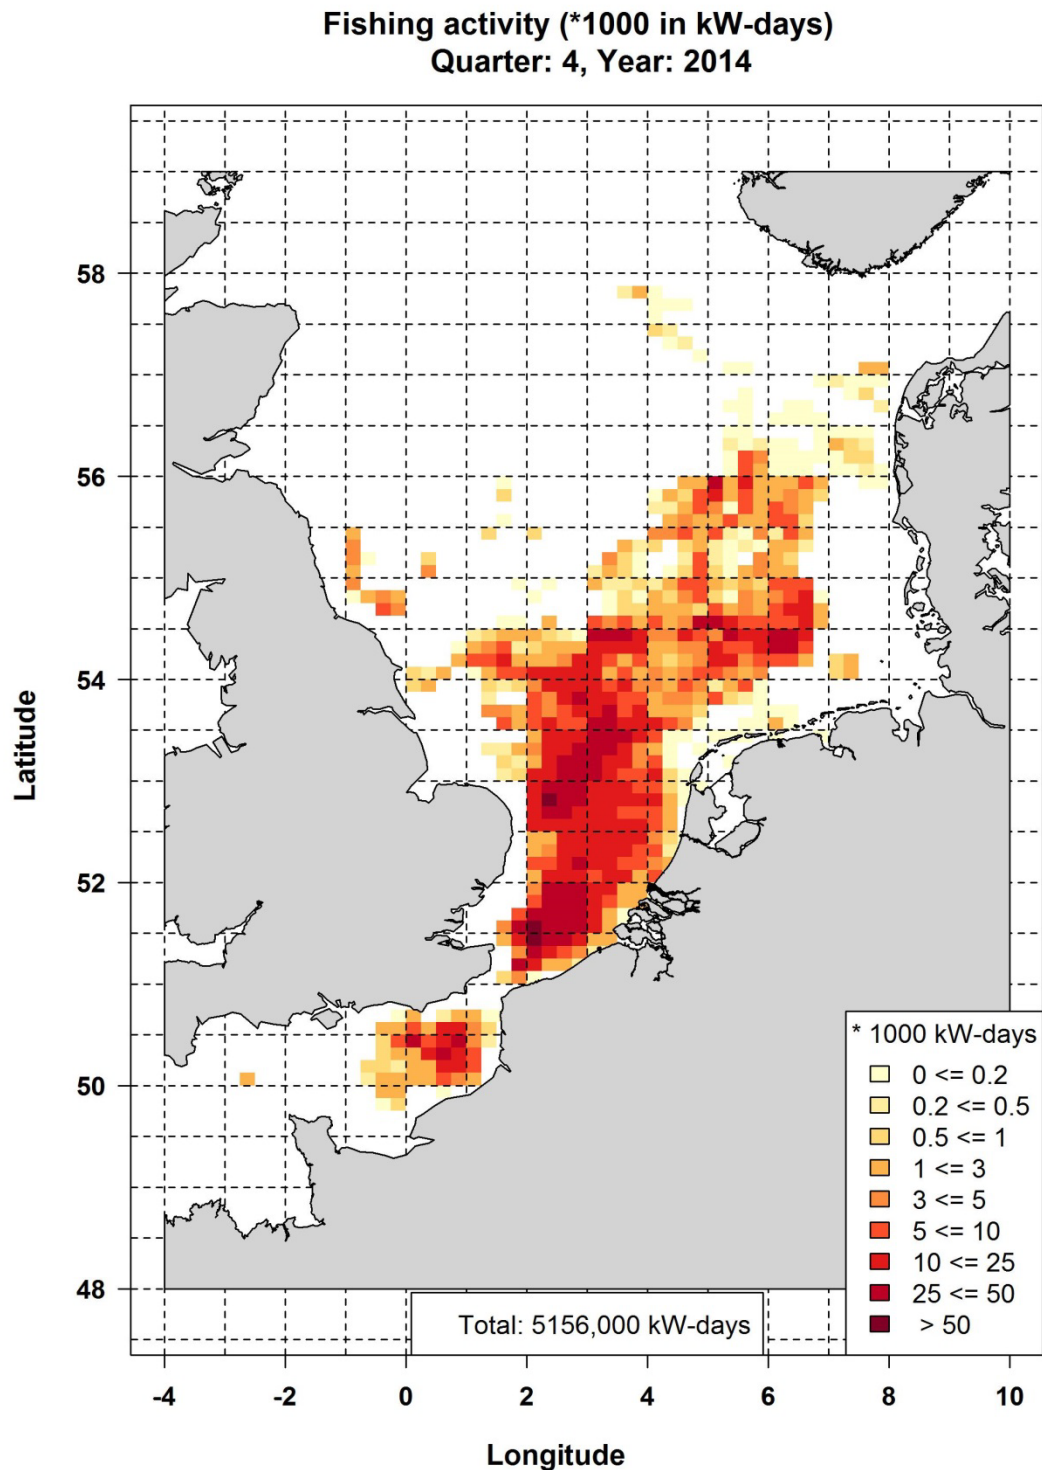 Fishing activity (*1000 in kW-days)
Quarter: 4, Year: 2014
Latitude
58
56
54
52
50
48
* 1000 kW-days
0 <= 0.2
0.2 <= 0.5
0.5 <= 1
1 <= 3
3 <= 5
5 <= 10
10 <= 25
25 <= 50
> 50
Total: 5156,000 kW-days
-4 -2 0 2 4 6 8 10
Longitude